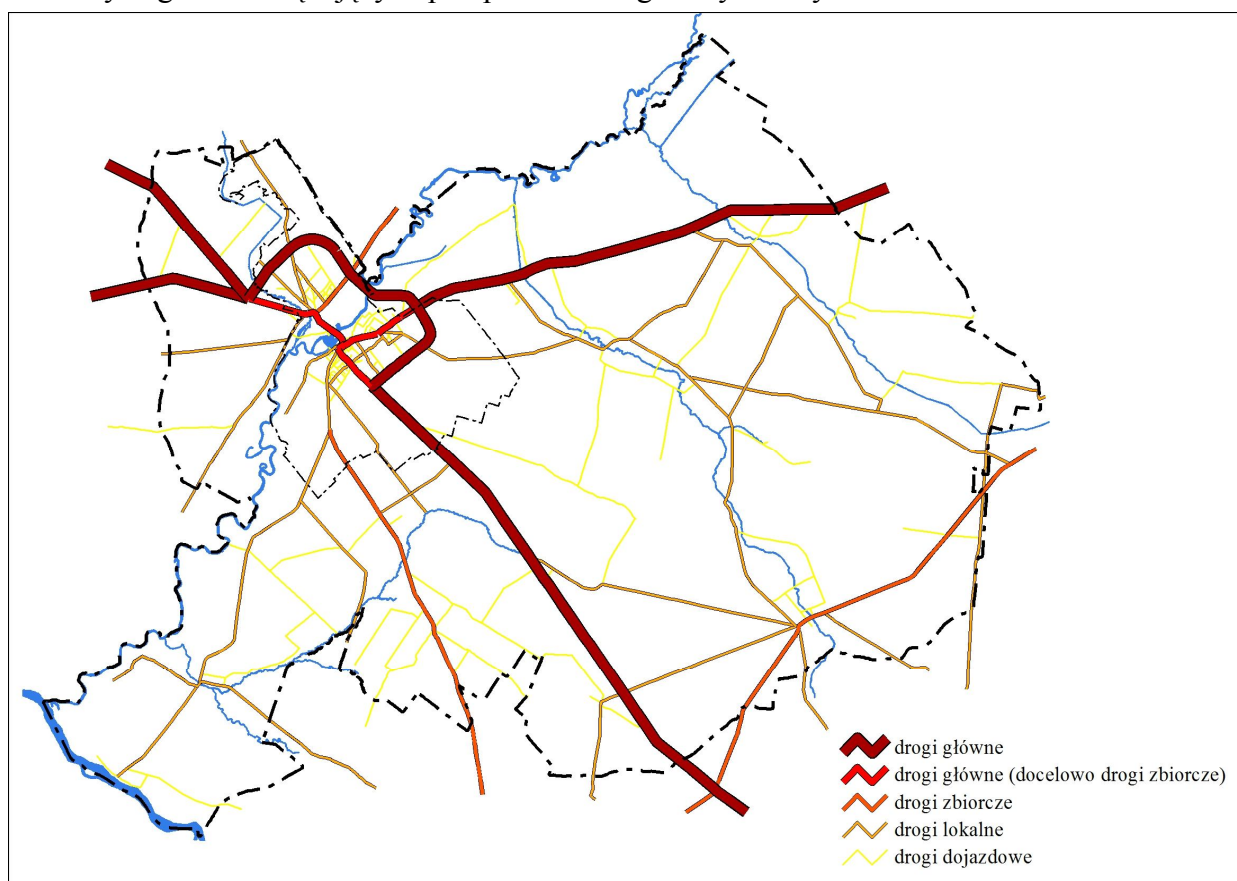 drogi główne
drogi główne (docelowo drogi zbiorcze)
drogi zbiorcze
drogi lokalne
drogi dojazdowe